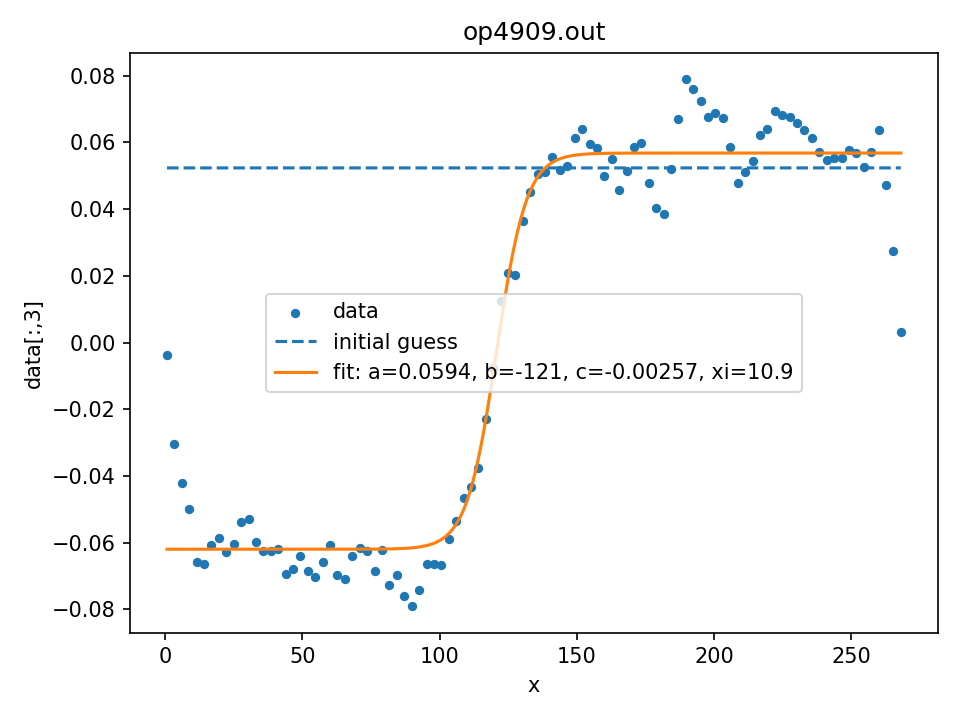 op4909.out
0.08
0.06
0.04
0.02
0.00
−0.02
−0.04
−0.06
−0.08
data[:,3]
data
initial guess
fit: a=0.0594, b=-121, c=-0.00257, xi=10.9
0 50 100 150 200 250
x